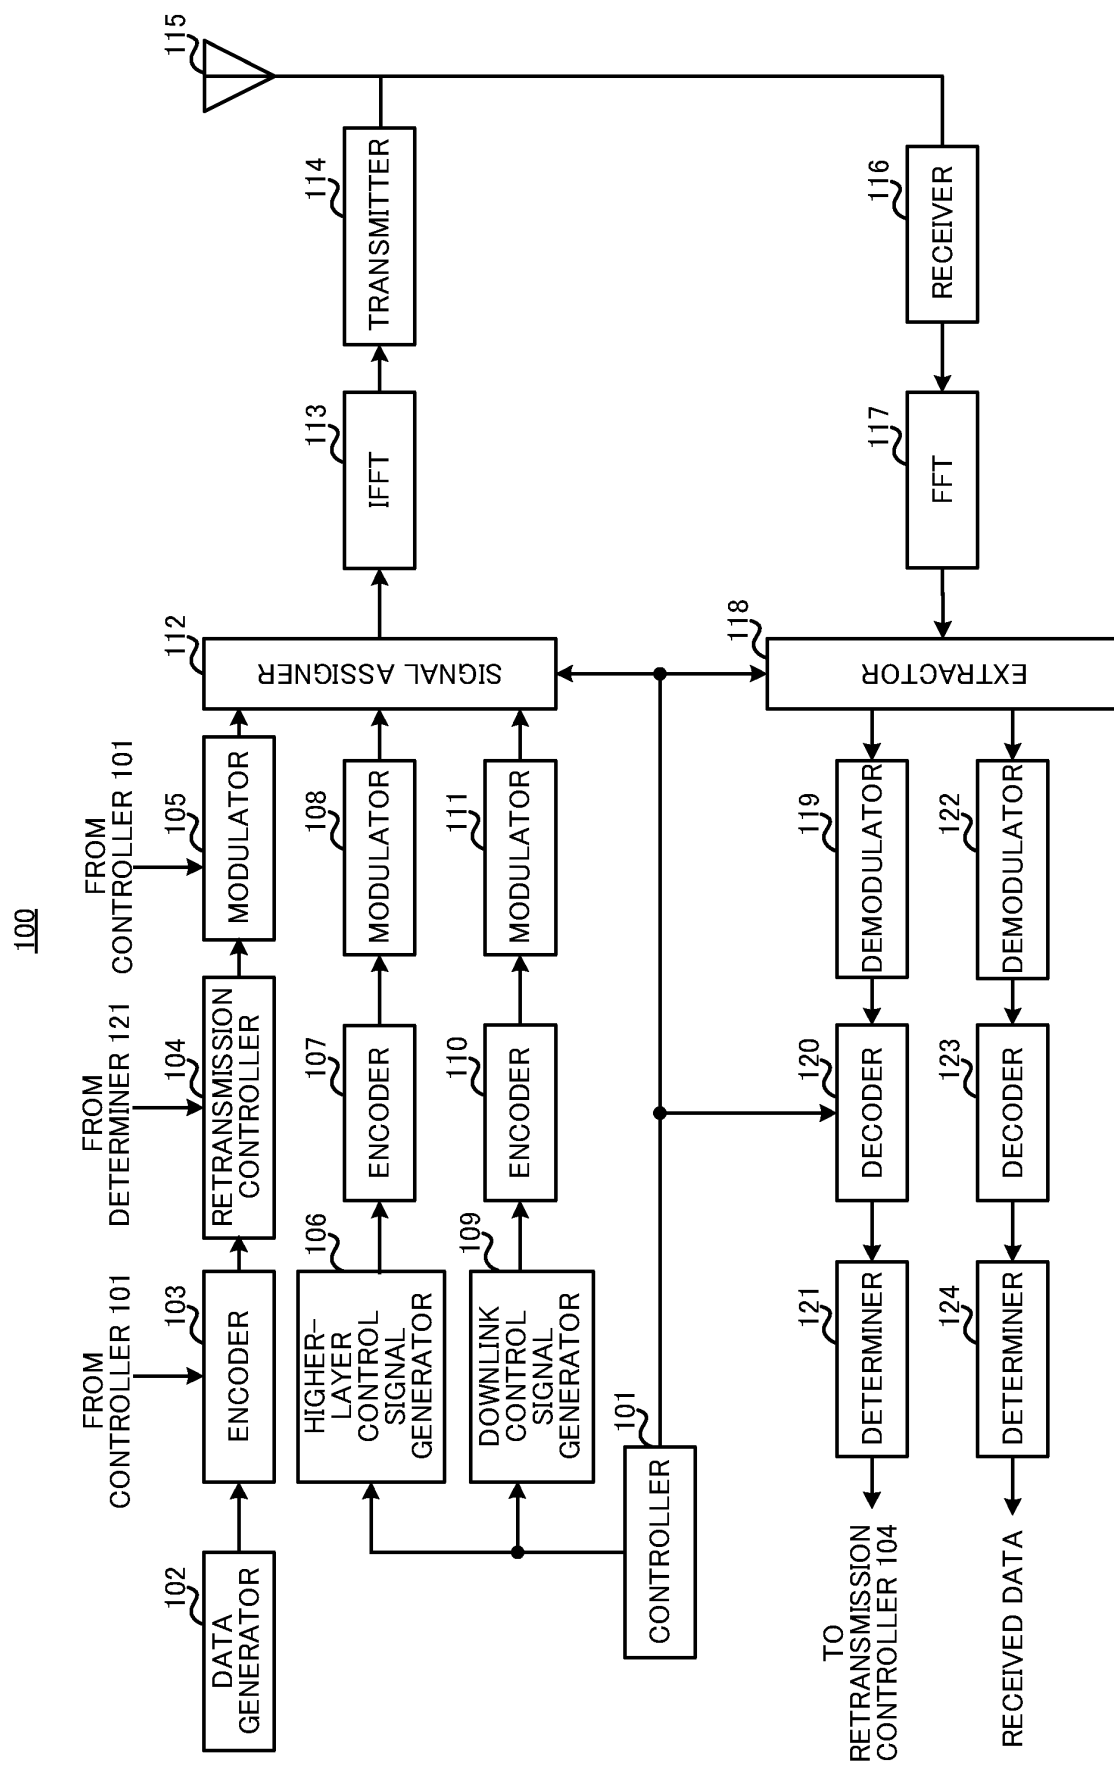 100
FROM
CONTROLLER 101
FROM
DETERMINER 121
FROM
CONTROLLER 101
102
DATA
GENERATOR
103
ENCODER
104
RETRANSMISSION
CONTROLLER
105
MODULATOR
106
HIGHER-
LAYER
CONTROL
SIGNAL
GENERATOR
107
ENCODER
108
MODULATOR
109
DOWNLINK
CONTROL
SIGNAL
GENERATOR
110
ENCODER
111
MODULATOR
112
SIGNAL ASSIGNER
113
IFFT
114
TRANSMITTER
115
101
CONTROLLER
116
RECEIVER
117
FFT
118
EXTRACTOR
119
DEMODULATOR
120
DECODER
121
DETERMINER
TO
RETRANSMISSION
CONTROLLER 104
122
DEMODULATOR
123
DECODER
124
DETERMINER
RECEIVED DATA